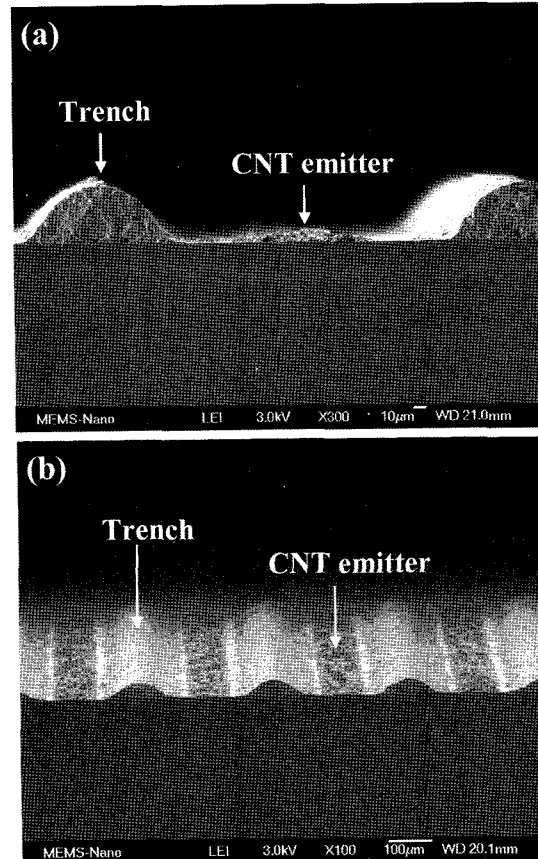 (a)
Trench
CNT emitter
MEMS-Nano LEI 3.0kV X300 10μm WD 21.0mm
(b)
Trench
CNT emitter
MEMS-Nano LEI 3.0kV X100 100μm WD 20.1mm